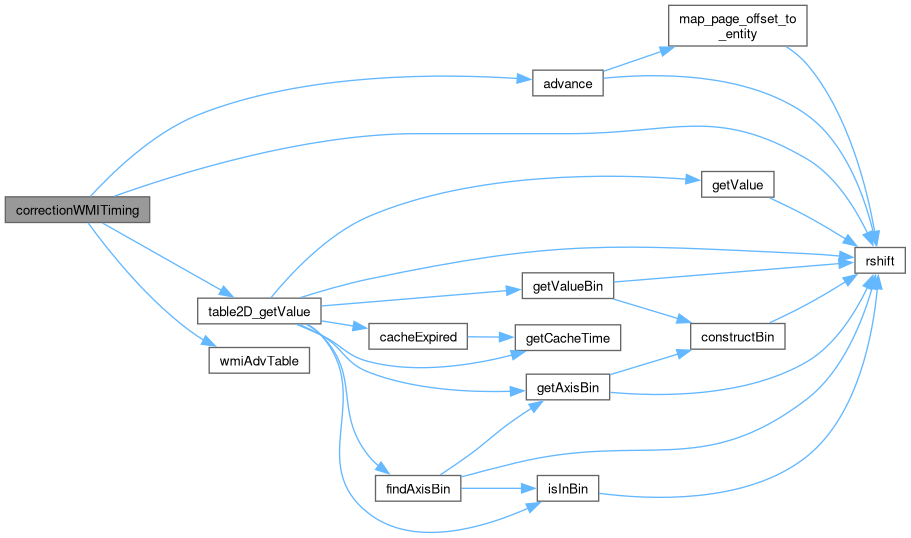 map_page_offset_to
_entity
advance
getValue
correctionWMITiming
rshift
getValueBin
table2D_getValue
cacheExpired
getCacheTime
constructBin
wmiAdvTable
getAxisBin
findAxisBin
isInBin